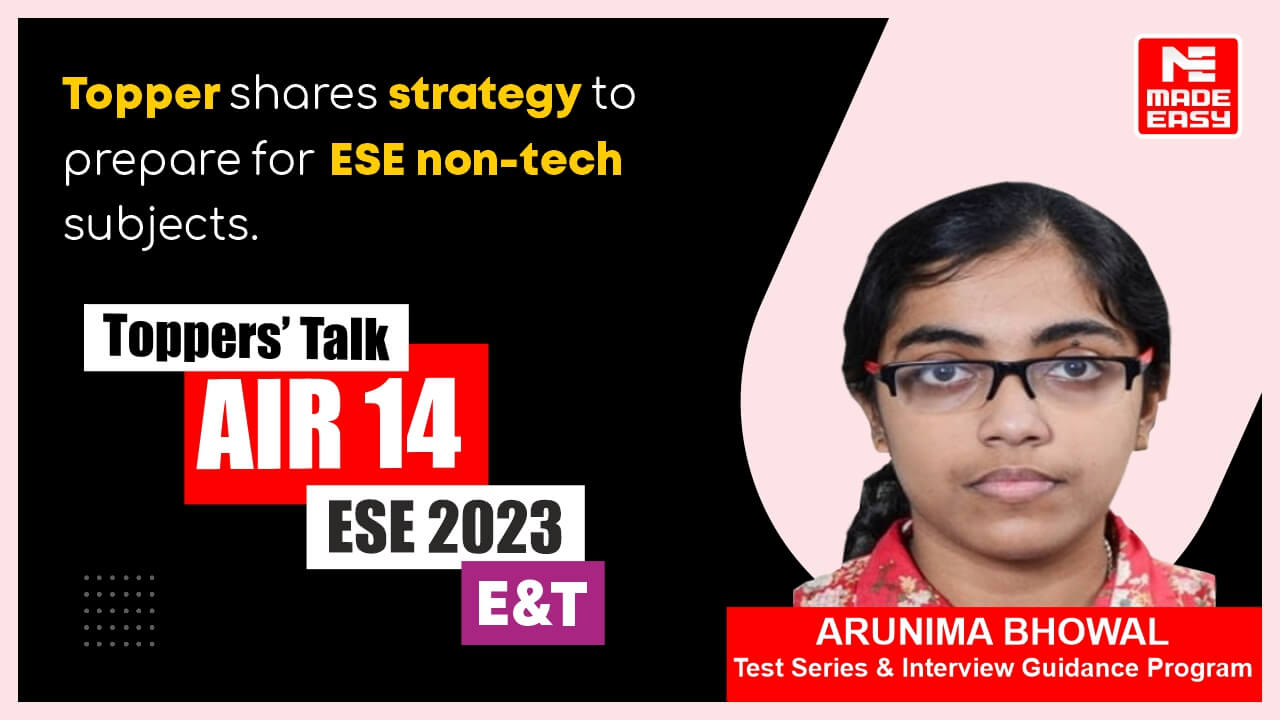 Topper shares strategy to
prepare for ESE non-tech
subjects.
Toppers’ Talk
AIR 14
ESE 2023
E&T
ME
MADE
EASY
ARUNIMA BHOWAL
Test Series & Interview Guidance Program